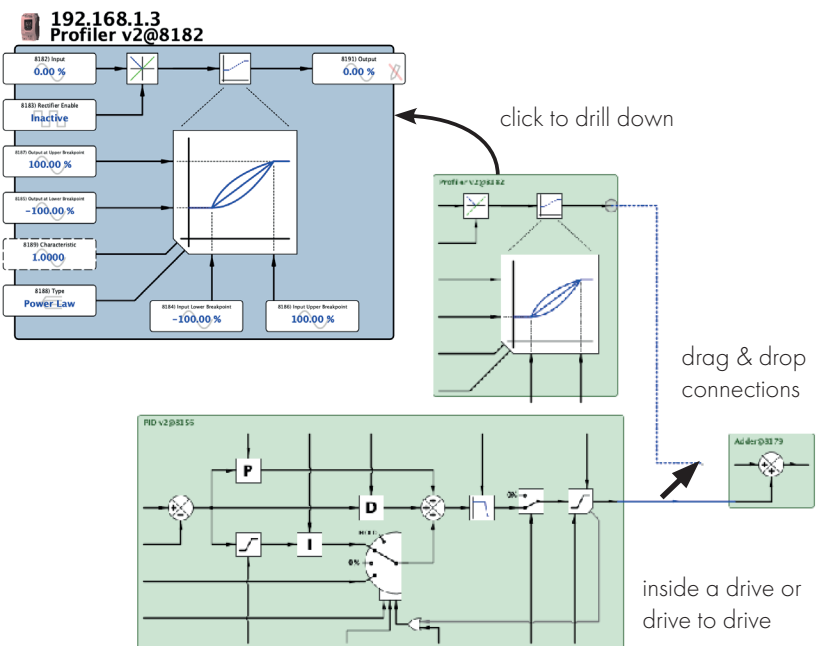 192.168.1.3
Profiler v2@8182
8182) Input
0.00 %
8191) Output
0.00 %
8183) Rectifier Enable
Inactive
8187) Output at Upper Breakpoint
100.00 %
8185) Output at Lower Breakpoint
-100.00 %
8189) Characteristic
1.0000
8188) Type
Power Law
8184) Input Lower Breakpoint
-100.00 %
8186) Input Upper Breakpoint
100.00 %
click to drill down
Profiler v2@8182
drag & drop
connections
PID v2@8155
P
D
I
0%
0%
Adder@8179
inside a drive or
drive to drive